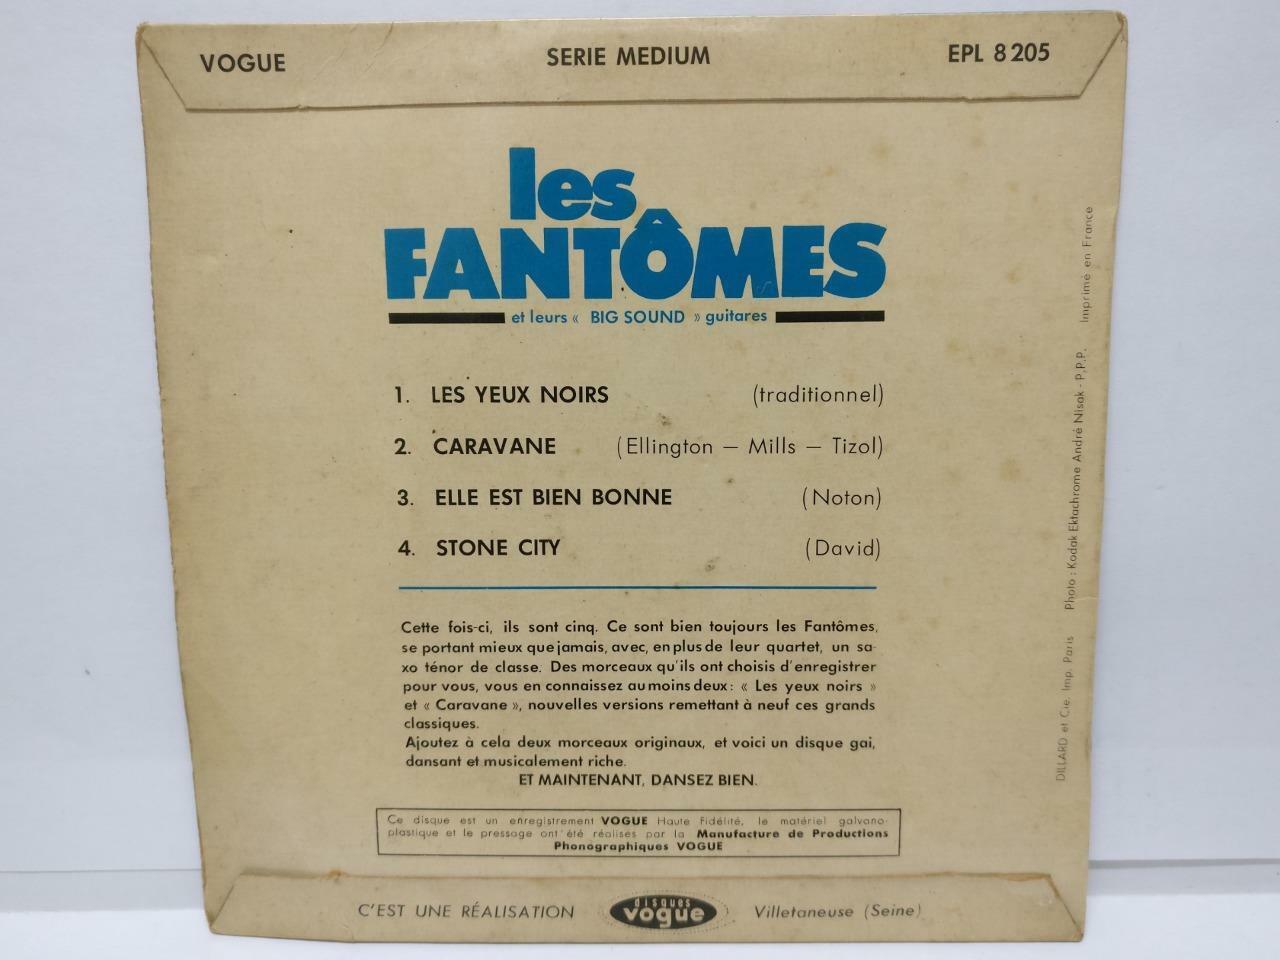 VOGUE SERIE MEDIUM EPL 8205
les
FANTÔMES
et leurs « BIG SOUND » guitares
1. LES YEUX NOIRS (traditionnel)
2. CARAVANE (Ellington — Mills — Tizol)
3. ELLE EST BIEN BONNE (Noton)
4. STONE CITY (David)
Cette fois-ci, ils sont cinq. Ce sont bien toujours les Fantômes,
se portant mieux que jamais, avec, en plus de leur quartet, un sa-
xo ténor de classe. Des morceaux qu'ils ont choisis d'enregistrer
pour vous, vous en connaissez au moins deux : « Les yeux noirs »
et « Caravane », nouvelles versions remettant à neuf ces grands
classiques.
Ajoutez à cela deux morceaux originaux, et voici un disque gai,
dansant et musicalement riche.
ET MAINTENANT, DANSEZ BIEN.
Ce disque est un enregistrement VOGUE Haute Fidélité, le matériel galvano-
plastique et le pressage ont été réalisés par la Manufacture de Productions
Phonographiques VOGUE
C'EST UNE RÉALISATION disques vogue Villetaneuse (Seine)
DILLARD et Cie. Imp. Paris Photo : Kodak Ektachrome André Nisak - P.P.P. Imprimé en France